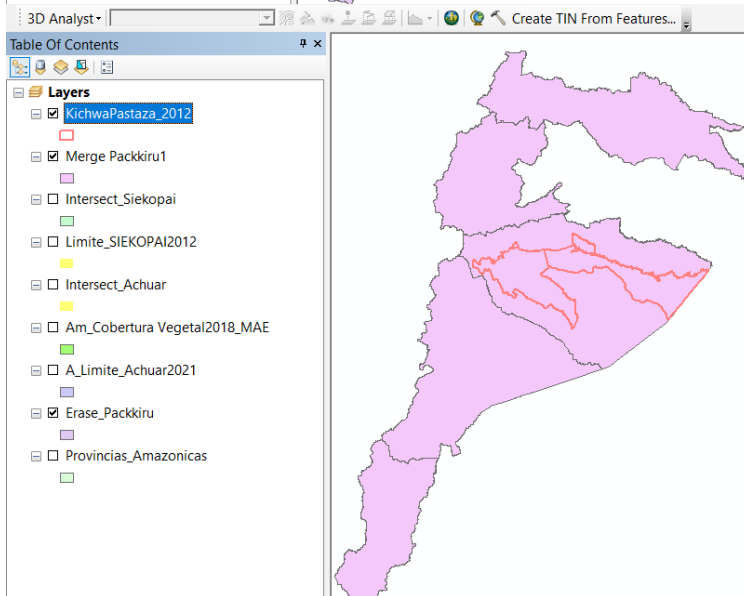 3D Analyst
Create TIN From Features...
Table Of Contents
Layers
KichwaPastaza_2012
Merge Packkiru1
Intersect_Siekopai
Limite_SIEKOPAI2012
Intersect_Achuar
Am_Cobertura Vegetal2018_MAE
A_Limite_Achuar2021
Erase_Packkiru
Provincias_Amazonicas